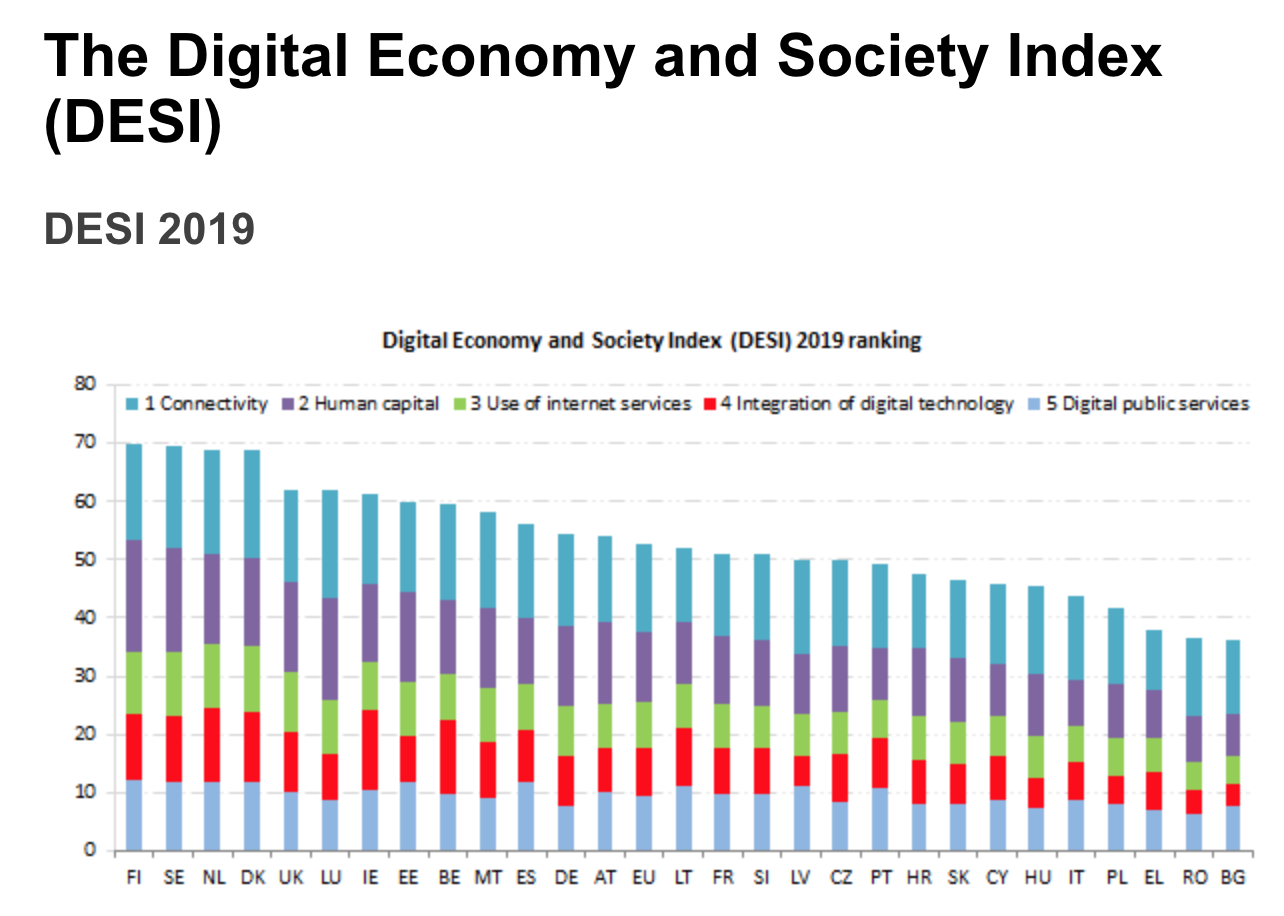 The Digital Economy and Society Index
(DESI)
DESI 2019
Digital Economy and Society Index (DESI) 2019 ranking
80
1 Connectivity 2 Human capital 3 Use of internet services 4 Integration of digital technology 5 Digital public services
70
60
50
40
30
20
10
0
FI SE NL DK UK LU IE EE BE MT ES DE AT EU LT FR SI LV CZ PT HR SK CY HU IT PL EL RO BG